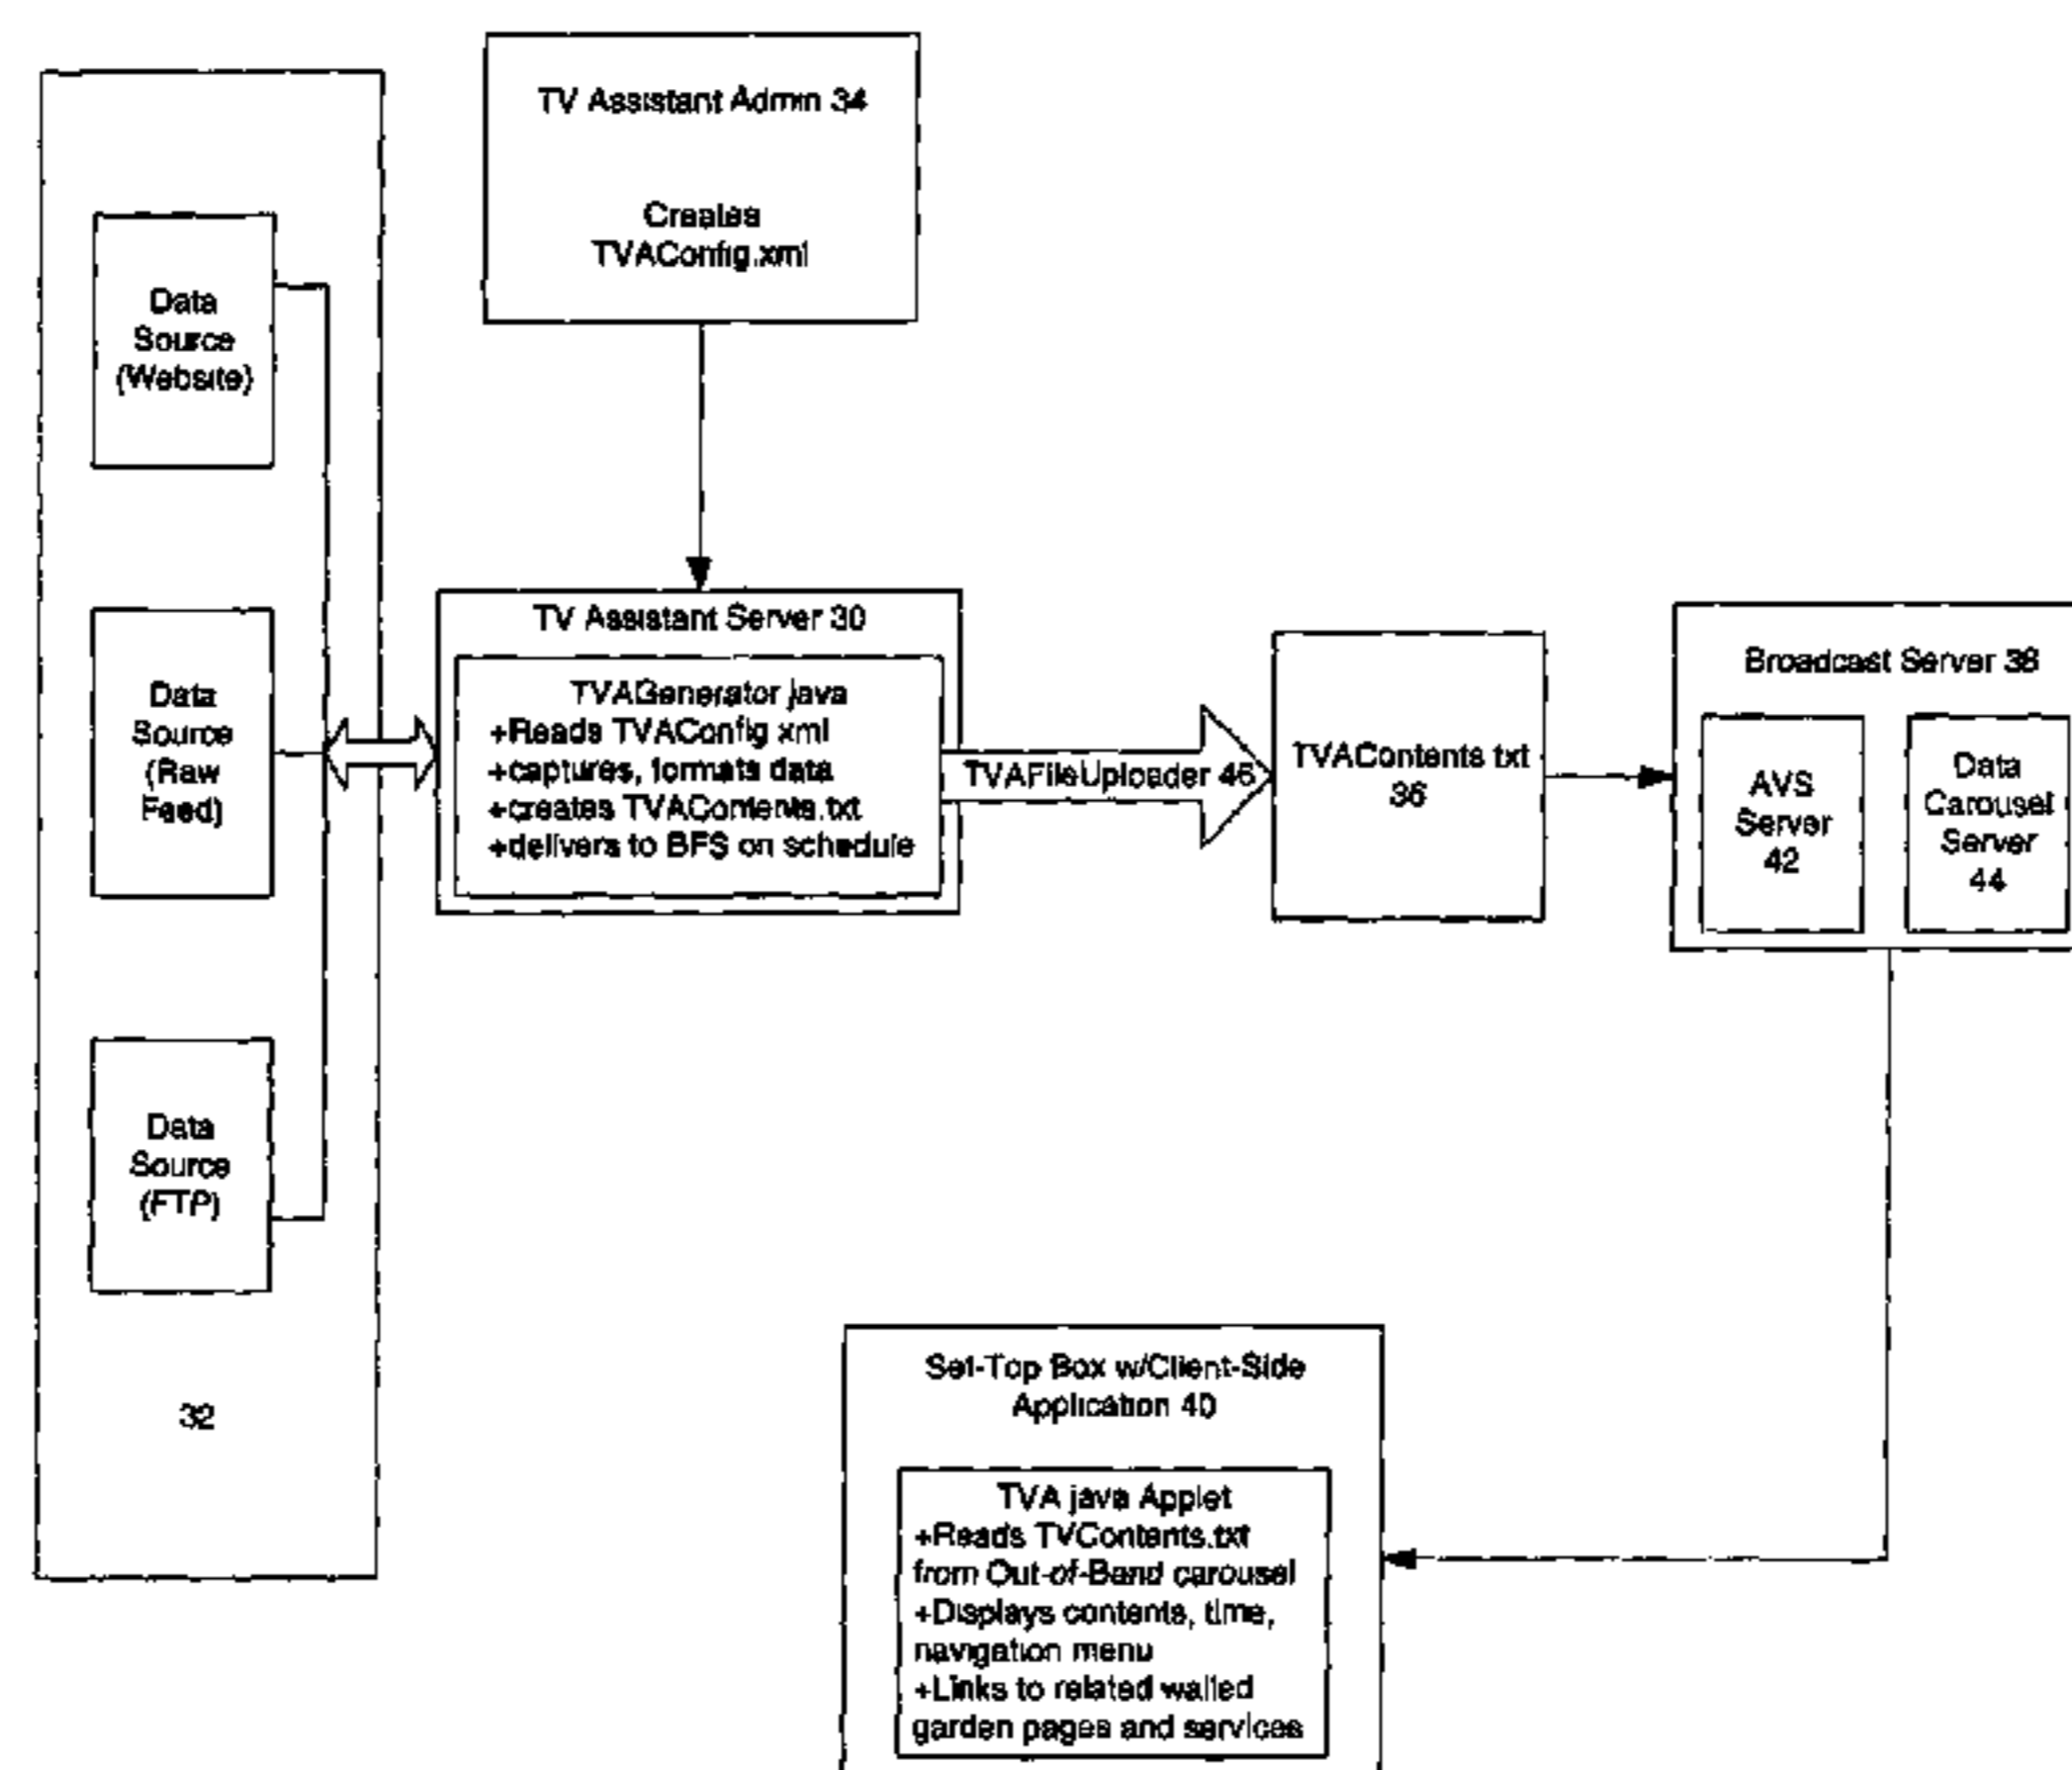 TV Assistant Admin 34
Creates
TVAConfig.xml
Data
Source
(Website)
Data
Source
(Raw
Feed)
Data
Source
(FTP)
32
TV Assistant Server 30
TVAGenerator java
+Reads TVAConfig xml
+captures, formats data
+creates TVAContents.txt
+delivers to BFS on schedule
TVAFileUploader 46
TVAContents txt
36
Broadcast Server 38
AVS
Server
42
Data
Carousel
Server
44
Set-Top Box w/Client-Side
Application 40
TVA java Applet
+Reads TVContents.txt
from Out-of-Band carousel
+Displays contents, time,
navigation menu
+Links to related walled
garden pages and services